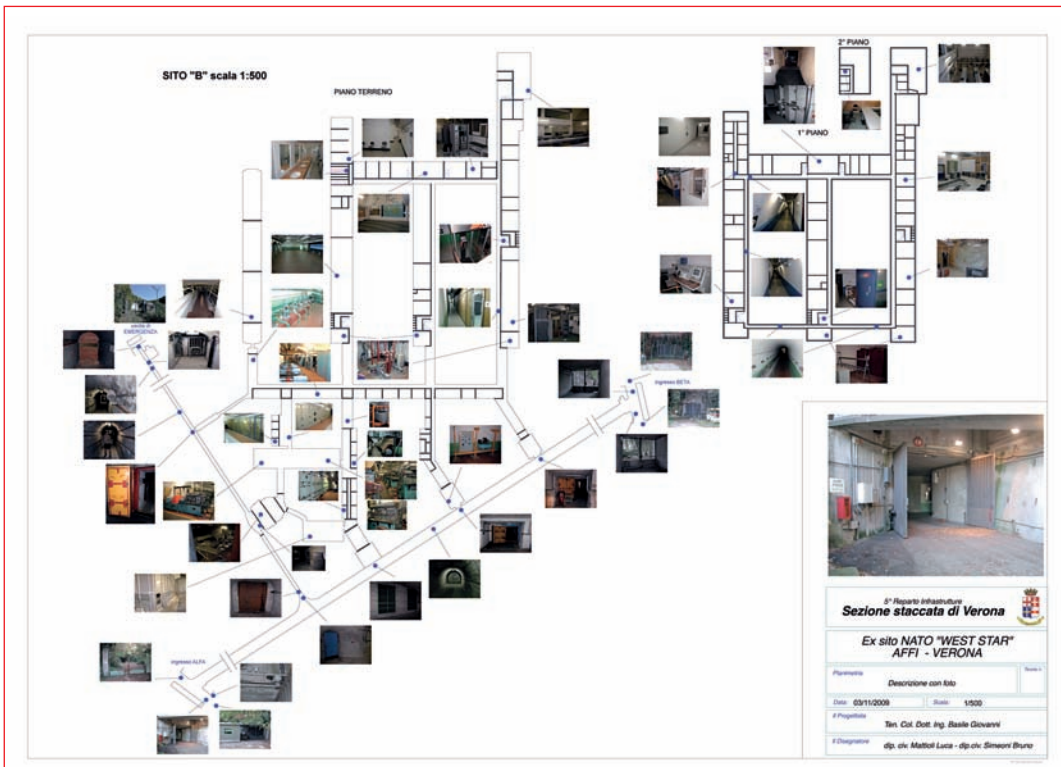 SITO "B" scala 1:500
PIANO TERRENO
2° PIANO
1° PIANO
uscita di
EMERGENZA
ingresso BETA
ingresso ALFA
5° Reparto Infrastrutture
Sezione staccata di Verona
Ex sito NATO "WEST STAR"
AFFI - VERONA
Planimetria
Descrizione con foto
Data: 03/11/2009 Scala: 1/500
Il Progettista
Ten. Col. Dott. Ing. Basile Giovanni
Il Disegnatore
dip. civ. Mattioli Luca - dip.civ. Simeoni Bruno